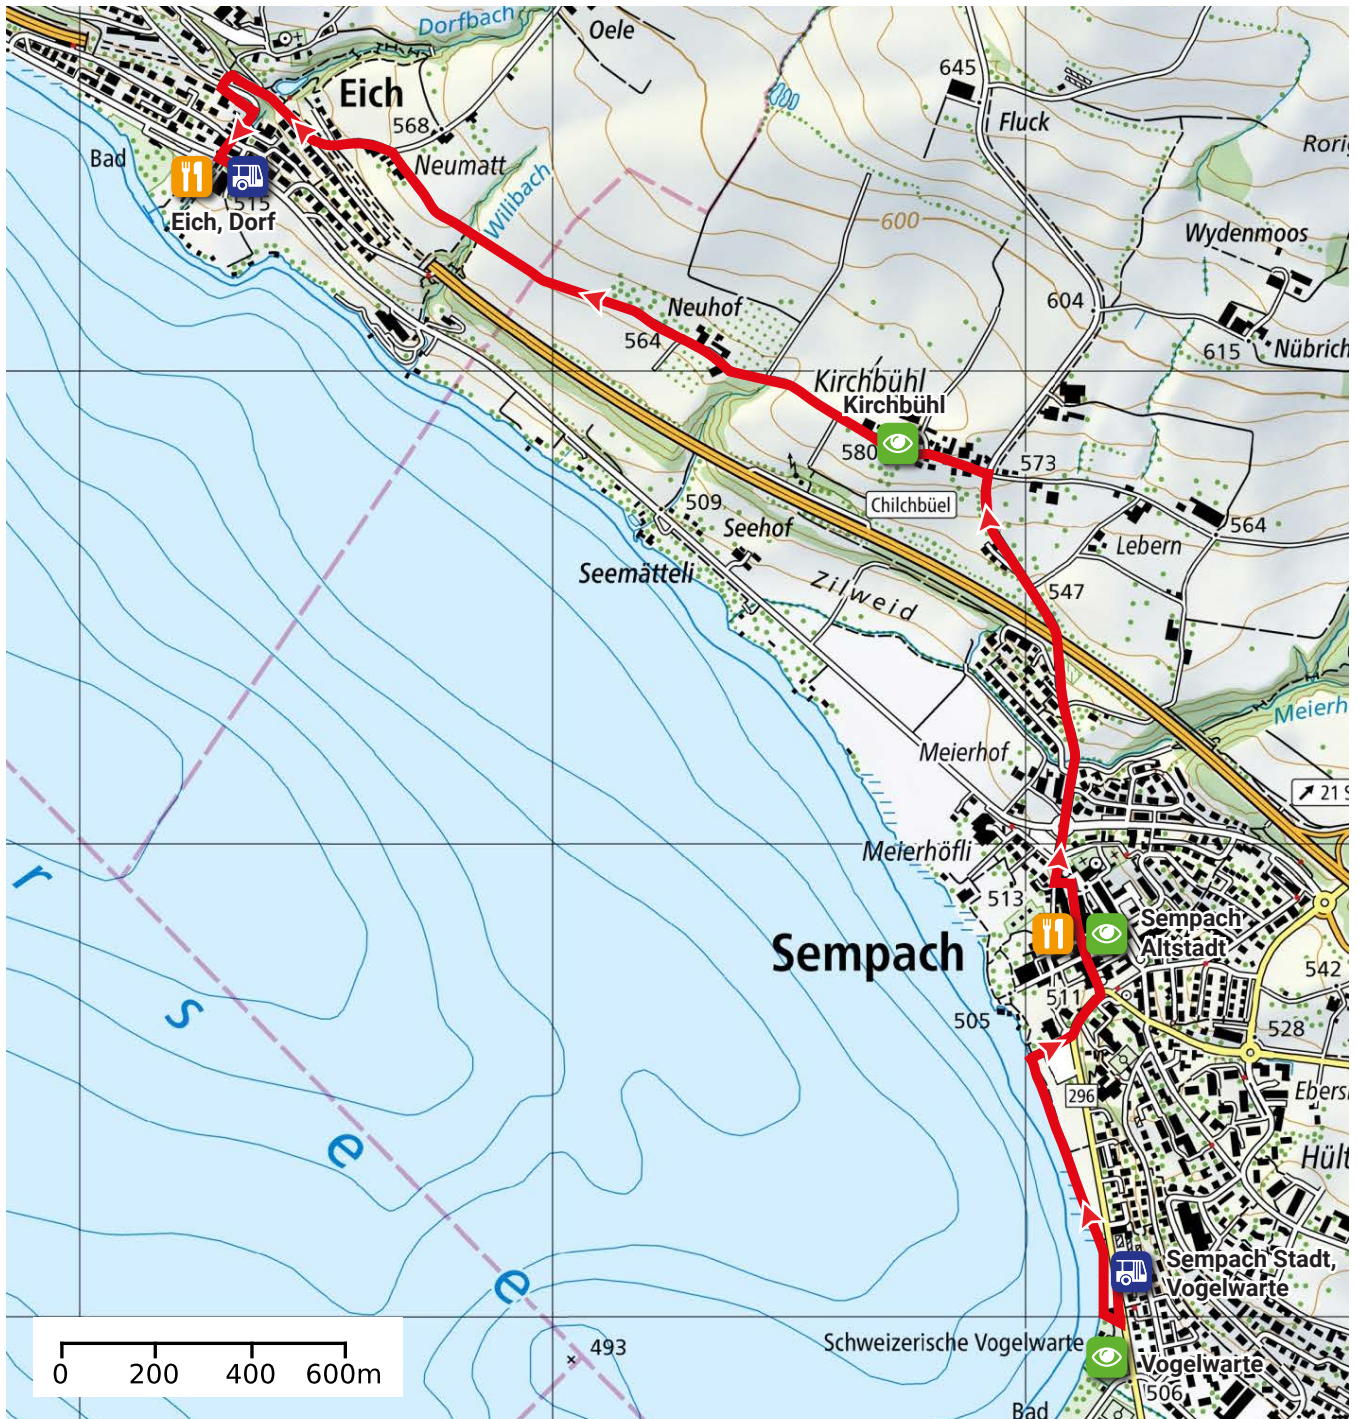 Dorfbach
Oele
Eich
645
Fluck
568
Neumatt
Rorig
Bad
Wilibach
515
Eich, Dorf
600
Wydenmoos
604
Neuhof
564
615
Nübrich
Kirchbühl
Kirchbühl
580
573
509
Chilchbüel
Seehof
564
Lebern
Seemätteli
Zilweid
547
Meierh
Meierhof
21 S
Meierhöfli
513
Sempach
Altstadt
Sempach
542
511
505
528
296
Ebers
Hült
r
s
e
e
Sempach Stadt,
Vogelwarte
493
Schweizerische Vogelwarte
Vogelwarte
506
Bad
0 200 400 600m